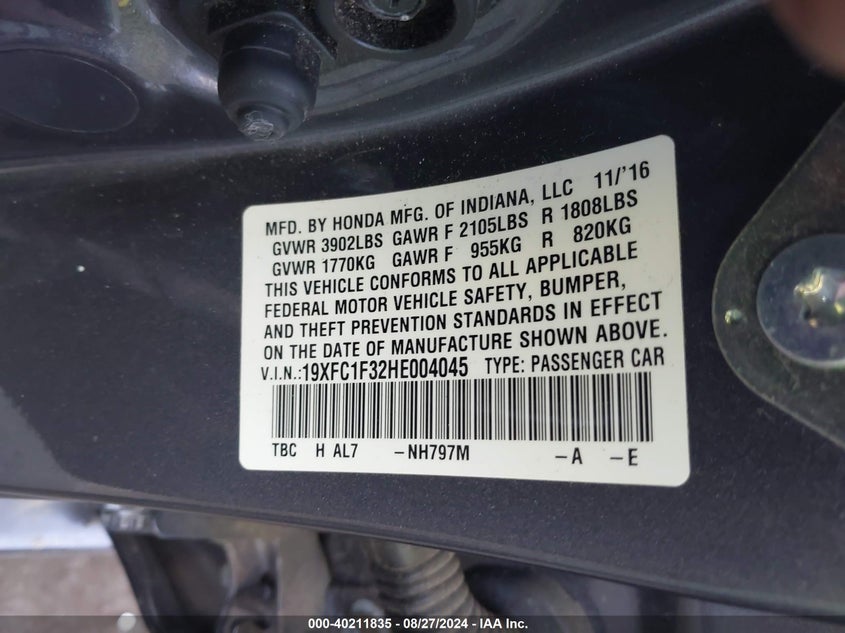 MFD. BY HONDA MFG. OF INDIANA, LLC 11/'16
GVWR 3902LBS GAWR F 2105LBS R 1808LBS
GVWR 1770KG GAWR F 955KG R 820KG
THIS VEHICLE CONFORMS TO ALL APPLICABLE
FEDERAL MOTOR VEHICLE SAFETY, BUMPER,
AND THEFT PREVENTION STANDARDS IN EFFECT
ON THE DATE OF MANUFACTURE SHOWN ABOVE.
V.I.N.:19XFC1F32HE004045 TYPE: PASSENGER CAR
TBC H AL7 –NH797M –A –E
000-40211835 - 08/27/2024 - IAA Inc.